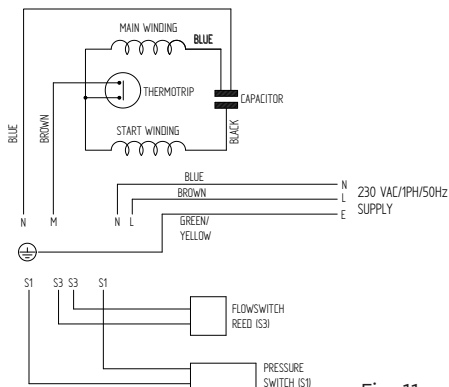 MAIN WINDING
BLUE
THERMOTRIP
CAPACITOR
START WINDING
BLACK
BLUE
BROWN
BLUE
BROWN
GREEN/
YELLOW
N
L
E
230 VAC/1PH/50Hz
SUPPLY
N M N L
S1 S3 S3 S1
FLOWSWITCH
REED (S3)
PRESSURE
SWITCH (S1)